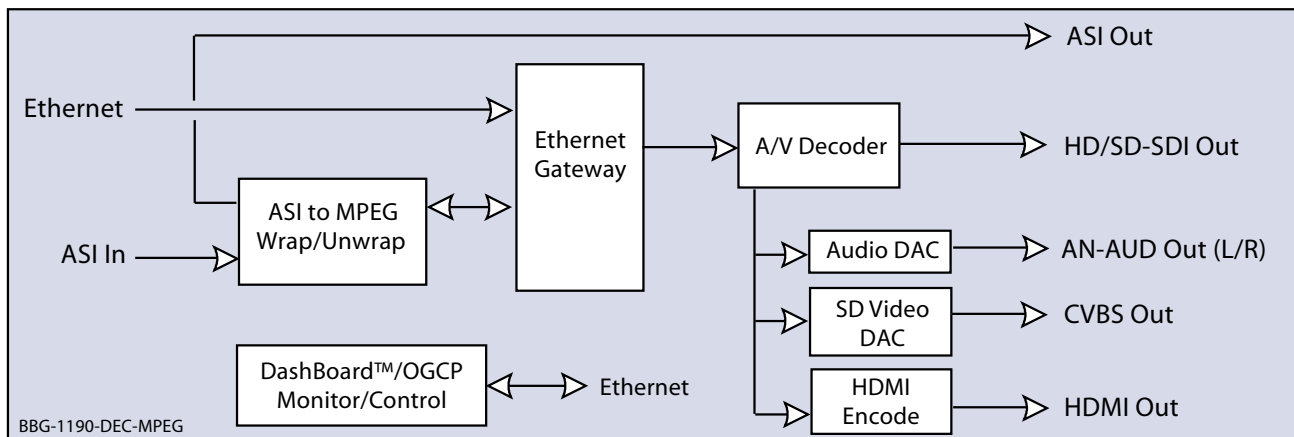 ASI Out
Ethernet
Ethernet
Gateway
A/V Decoder
HD/SD-SDI Out
ASI to MPEG
Wrap/Unwrap
ASI In
Audio DAC
AN-AUD Out (L/R)
SD Video
DAC
CVBS Out
DashBoard™/OGCP
Monitor/Control
Ethernet
HDMI
Encode
HDMI Out
BBG-1190-DEC-MPEG